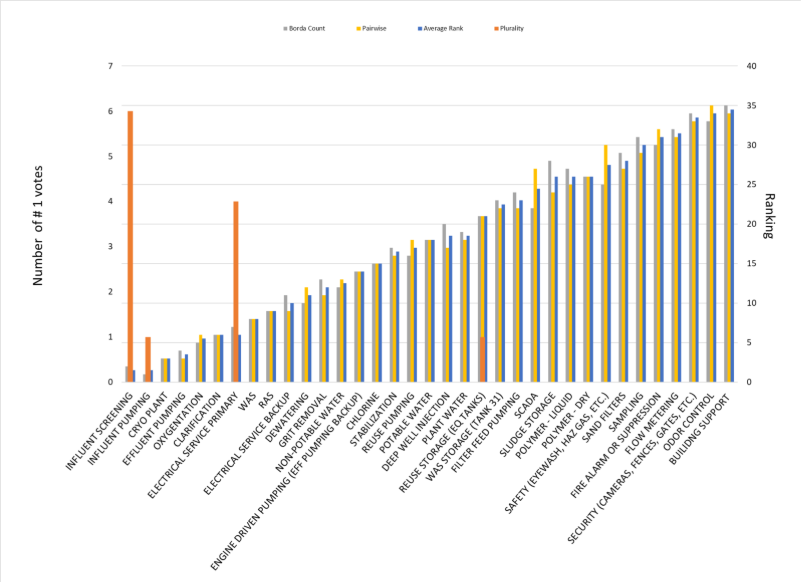 Borda Count Pairwise Average Rank Plurality
7 40
6 35
5 30
4 25
3 20
2 15
1 10
0 5
0
Number of # 1 votes
Ranking
INFLUENT SCREENING
INFLUENT PUMPING
CRYO PLANT
EFFLUENT PUMPING
OXYGENTATION
CLARIFICATION
ELECTRICAL SERVICE PRIMARY
WAS
RAS
ELECTRICAL SERVICE BACKUP
DEWATERING
GRIT REMOVAL
NON-POTABLE WATER
ENGINE DRIVEN PUMPING (EFF PUMPING BACKUP)
CHLORINE
STABILIZATION
REUSE PUMPING
POTABLE WATER
DEEP WELL INJECTION
PLANT WATER
REUSE STORAGE (EQ TANKS)
WAS STORAGE (TANK 31)
FILTER FEED PUMPING
SCADA
SLUDGE STORAGE
POLYMER - LIQUID
POLYMER - DRY
SAFETY (EYEWASH, HAZ GAS, ETC.)
SAND FILTERS
SAMPLING
FIRE ALARM OR SUPPRESSION
FLOW METERING
SECURITY (CAMERAS, FENCES, GATES, ETC.)
ODOR CONTROL
BUILIDNG SUPPORT